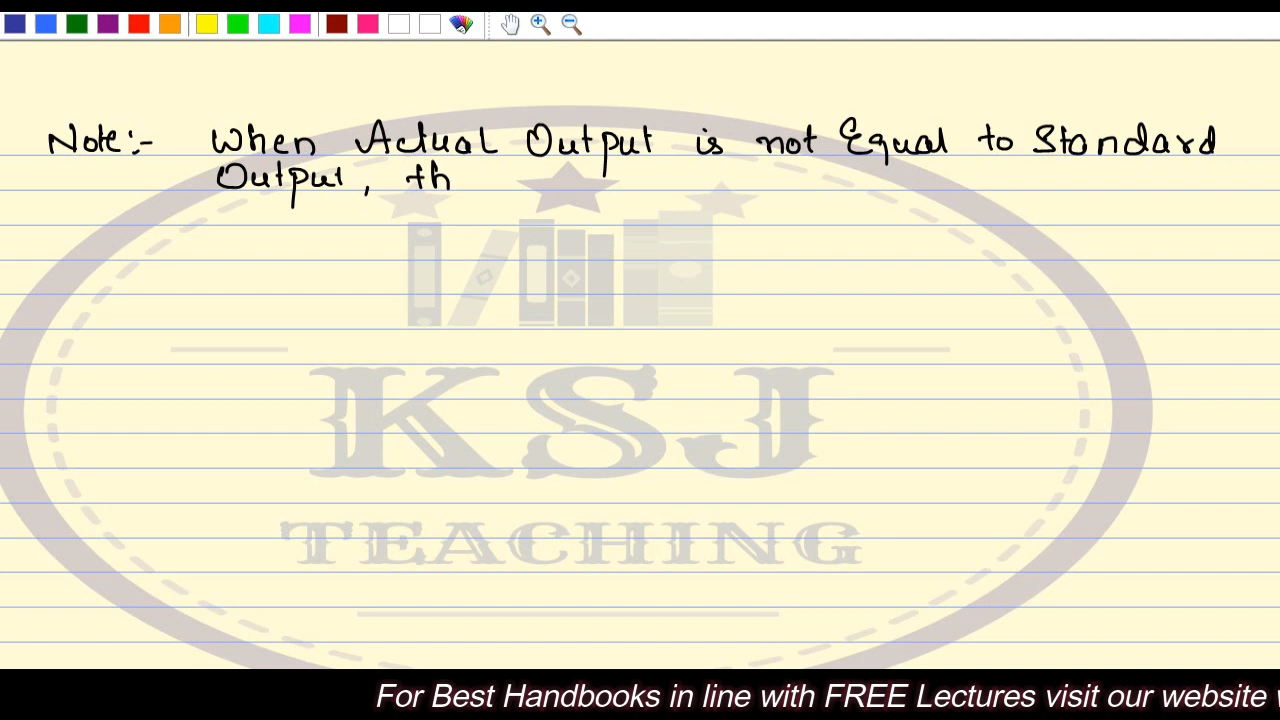 Note:- When Actual Output is not Equal to Standard
Output, th
KSJ
TEACHING
For Best Handbooks in line with FREE Lectures visit our website